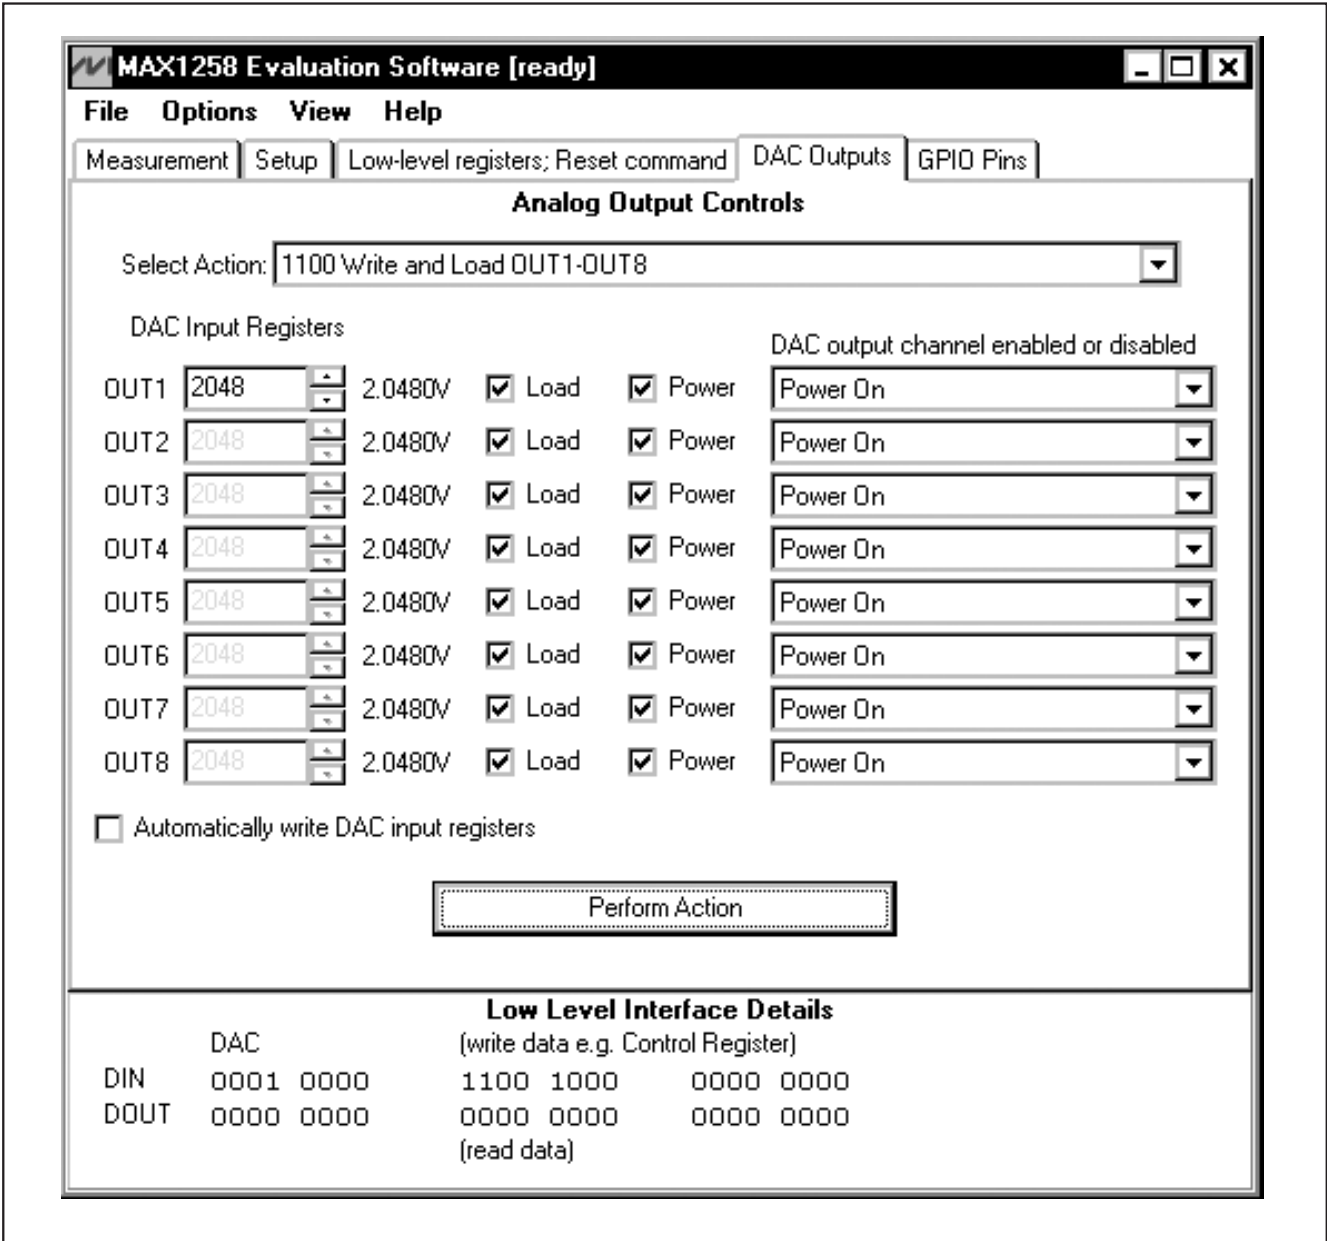 MAX1258 Evaluation Software [ready]
File Options View Help
Measurement Setup Low-level registers; Reset command DAC Outputs GPIO Pins
Analog Output Controls
Select Action: 1100 Write and Load OUT1-OUT8
DAC Input Registers
DAC output channel enabled or disabled
OUT1 2048 2.0480V Load Power Power On
OUT2 2048 2.0480V Load Power Power On
OUT3 2048 2.0480V Load Power Power On
OUT4 2048 2.0480V Load Power Power On
OUT5 2048 2.0480V Load Power Power On
OUT6 2048 2.0480V Load Power Power On
OUT7 2048 2.0480V Load Power Power On
OUT8 2048 2.0480V Load Power Power On
Automatically write DAC input registers
Perform Action
Low Level Interface Details
DAC (write data e.g. Control Register)
DIN 0001 0000 1100 1000 0000 0000
DOUT 0000 0000 0000 0000 0000 0000
(read data)